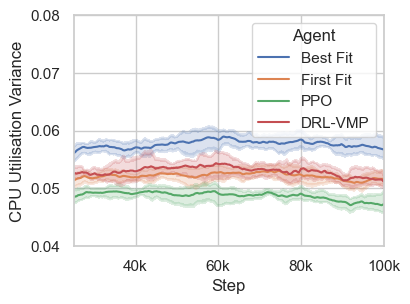 0.08
0.07
0.06
0.05
0.04
CPU Utilisation Variance
Agent
Best Fit
First Fit
PPO
DRL-VMP
40k
60k
80k
100k
Step